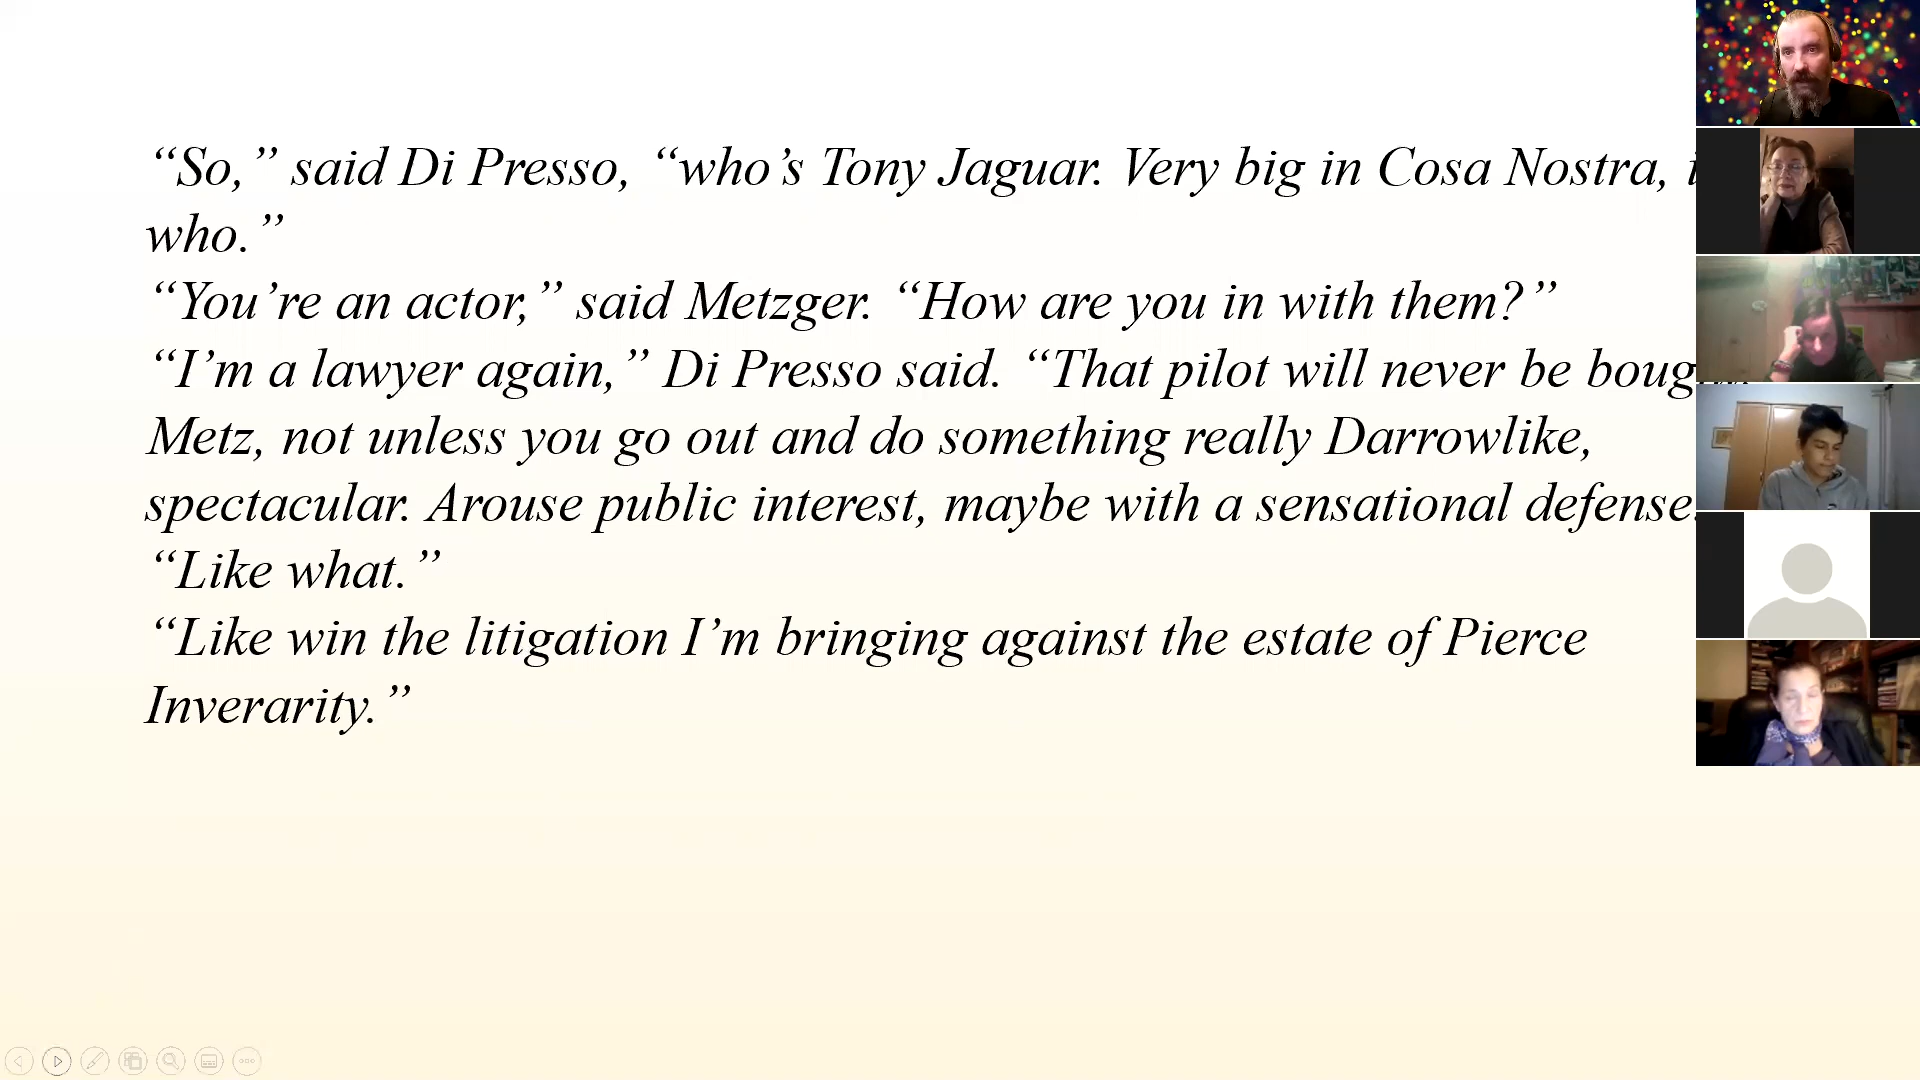 “So,” said Di Presso, “who’s Tony Jaguar. Very big in Cosa Nostra,
who.”
“You’re an actor,” said Metzger. “How are you in with them?”
“I’m a lawyer again,” Di Presso said. “That pilot will never be
Metz, not unless you go out and do something really Darrowlike,
spectacular. Arouse public interest, maybe with a sensational defense.
“Like what.”
“Like win the litigation I’m bringing against the estate of Pierce
Inverarity.”